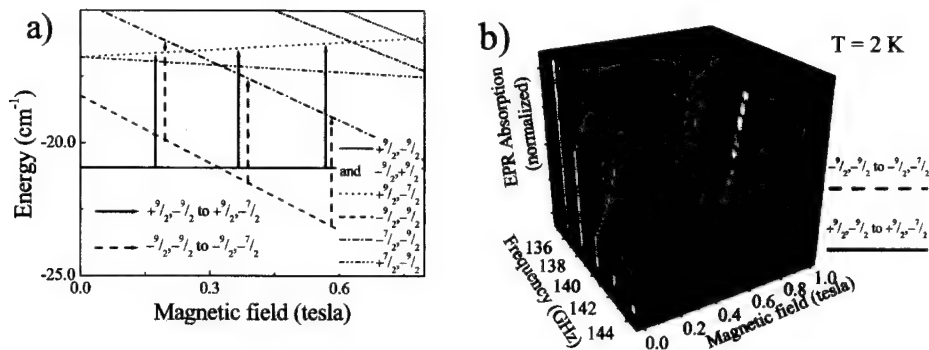 a)
Energy (cm⁻¹)
-20.0
-25.0
0.0 0.3 0.6
Magnetic field (tesla)
+⁹/₂,−⁹/₂ to +⁹/₂,−⁷/₂
−⁹/₂,−⁹/₂ to −⁹/₂,−⁷/₂
+⁹/₂,−⁹/₂
and −⁹/₂,+⁹/₂
+⁹/₂,−⁷/₂
−⁹/₂,−⁹/₂
−⁷/₂,−⁹/₂
+⁷/₂,−⁹/₂
b)
T = 2 K
EPR Absorption
(normalized)
Frequency (GHz)
136
138
140
142
144
0.0 0.2 0.4 0.6 0.8 1.0
Magnetic field (tesla)
−⁹/₂,−⁹/₂ to −⁹/₂,−⁷/₂
+⁹/₂,−⁹/₂ to +⁹/₂,−⁷/₂